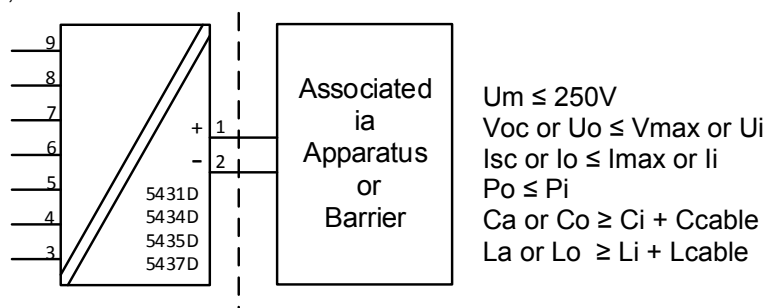 9
8
7
6
5
4
3
+ 1
− 2
5431D
5434D
5435D
5437D
Associated
ia
Apparatus
or
Barrier
Um ≤ 250V
Voc or Uo ≤ Vmax or Ui
Isc or Io ≤ Imax or Ii
Po ≤ Pi
Ca or Co ≥ Ci + Ccable
La or Lo ≥ Li + Lcable